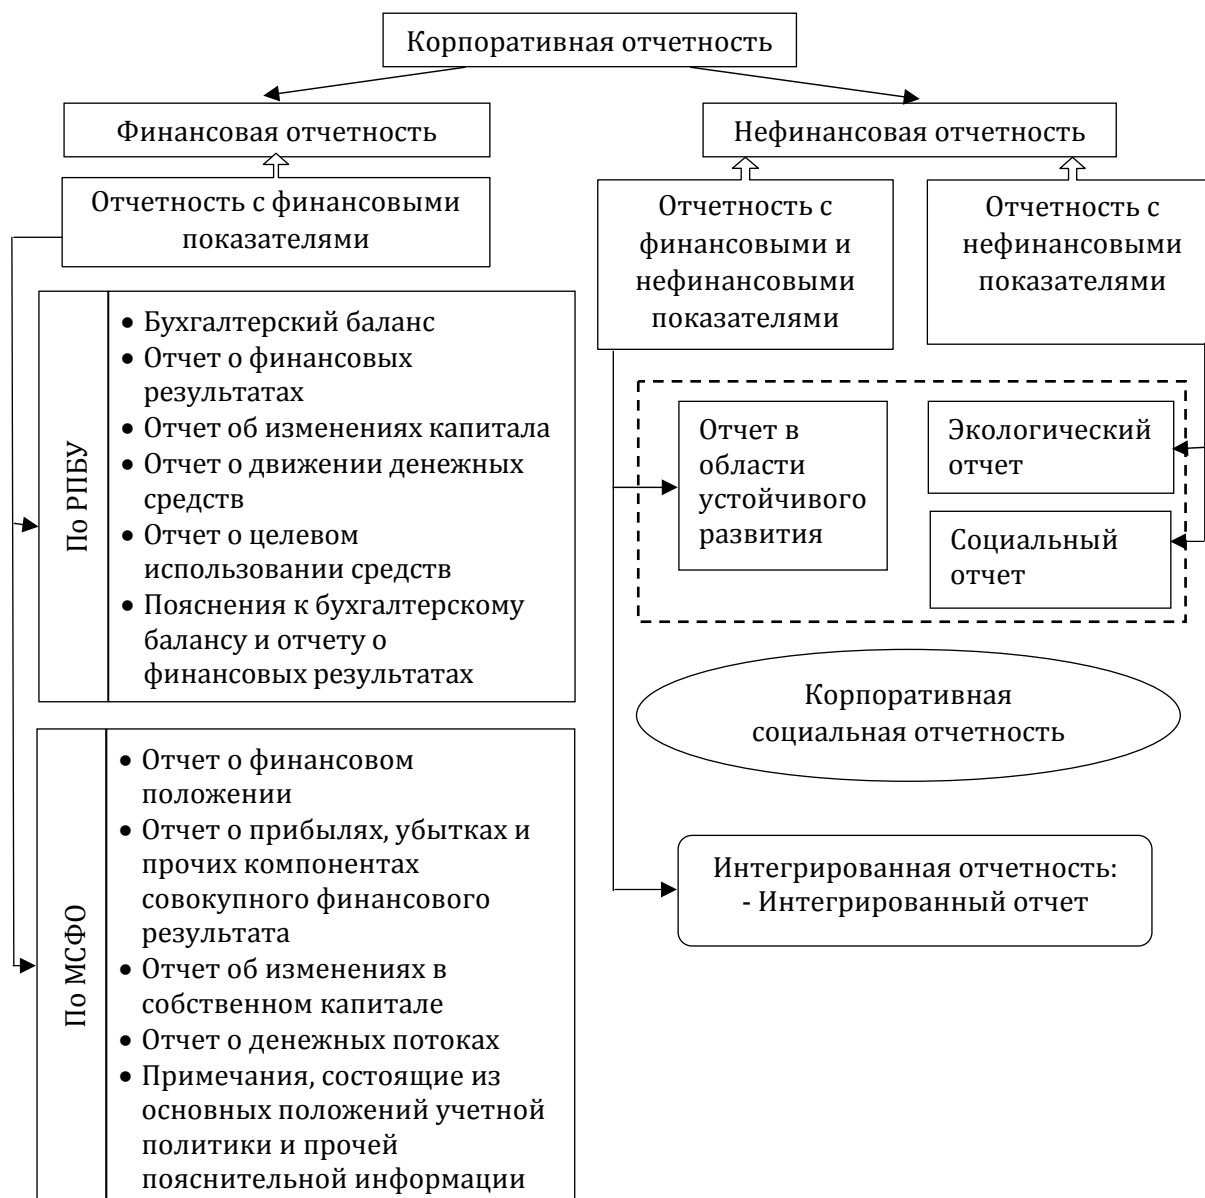 Корпоративная отчетность
Финансовая отчетность
Нефинансовая отчетность
Отчетность с финансовыми
показателями
Отчетность с
финансовыми и
нефинансовыми
показателями
Отчетность с
нефинансовыми
показателями
По РПБУ
• Бухгалтерский баланс
• Отчет о финансовых
результатах
• Отчет об изменениях капитала
• Отчет о движении денежных
средств
• Отчет о целевом
использовании средств
• Пояснения к бухгалтерскому
балансу и отчету о
финансовых результатах
Отчет в
области
устойчивого
развития
Экологический
отчет
Социальный
отчет
Корпоративная
социальная отчетность
По МСФО
• Отчет о финансовом
положении
• Отчет о прибылях, убытках и
прочих компонентах
совокупного финансового
результата
• Отчет об изменениях в
собственном капитале
• Отчет о денежных потоках
• Примечания, состоящие из
основных положений учетной
политики и прочей
пояснительной информации
Интегрированная отчетность:
- Интегрированный отчет